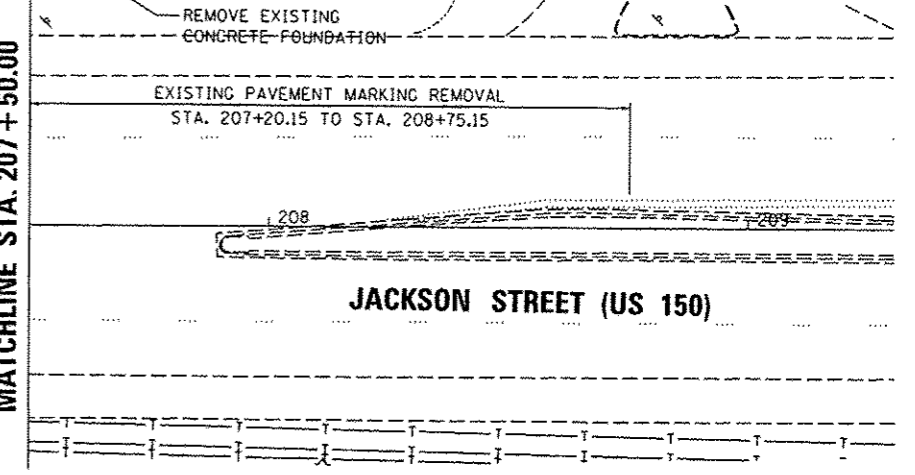 REMOVE EXISTING
CONCRETE FOUNDATION
MATCHLINE STA. 207+50.00
EXISTING PAVEMENT MARKING REMOVAL
STA. 207+20.15 TO STA. 208+75.15
208
209
JACKSON STREET (US 150)
T T T T T T T T T T
T T T T T T I T T